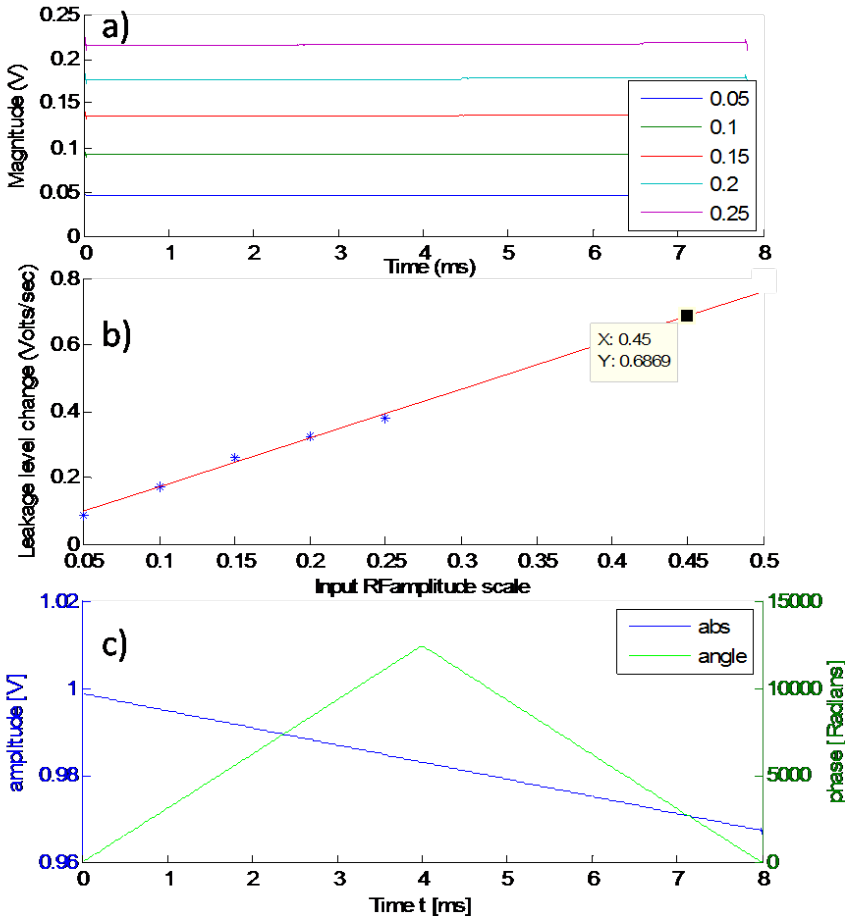 a)
0.25
0.2
0.15
0.1
0.05
0
Magnitude (V)
0.05
0.1
0.15
0.2
0.25
0 1 2 3 4 5 6 7 8
Time (ms)
b)
0.8
0.6
0.4
0.2
0
Leakage level change (Volts/sec)
X: 0.45
Y: 0.6869
0.05 0.1 0.15 0.2 0.25 0.3 0.35 0.4 0.45 0.5
Input RFamplitude scale
c)
1.02
1
0.98
0.96
amplitude [V]
abs
angle
15000
10000
5000
0
phase [Radians]
0 1 2 3 4 5 6 7 8
Time t [ms]